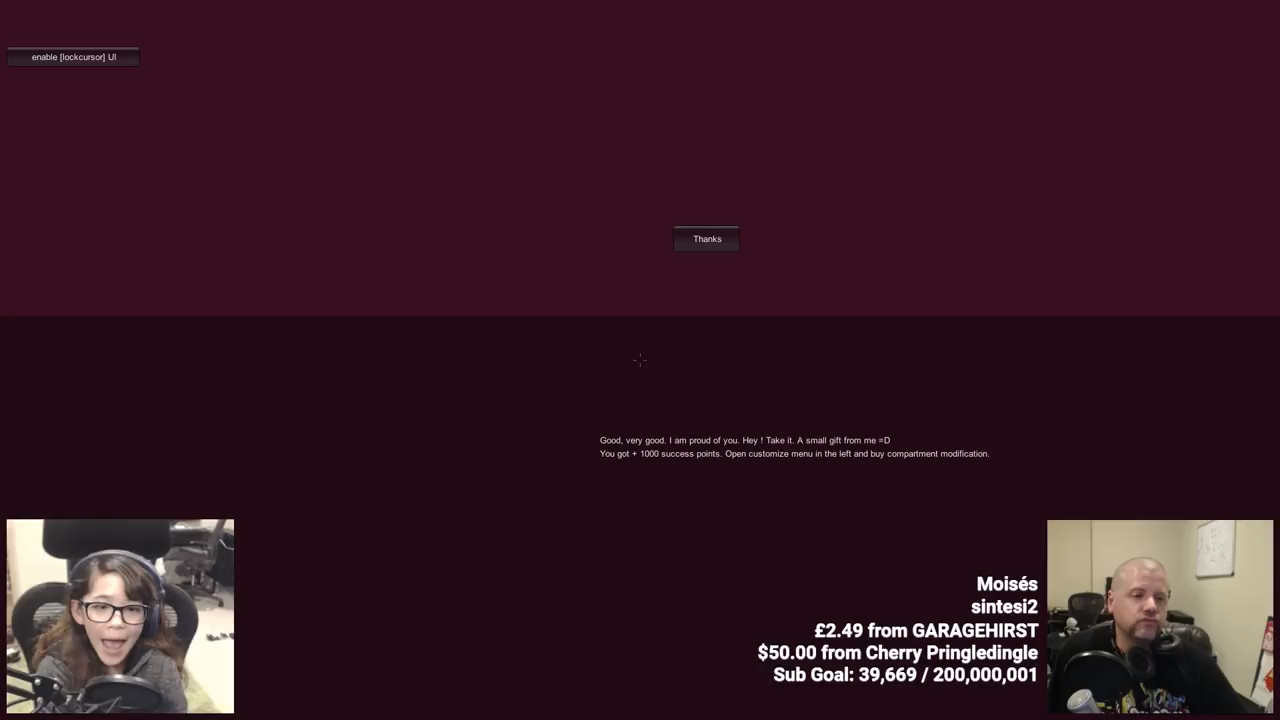 enable [lockcursor] UI
Thanks
Good, very good. I am proud of you. Hey ! Take it. A small gift from me =D
You got + 1000 success points. Open customize menu in the left and buy compartment modification.
Moisés
sintesi2
£2.49 from GARAGEHIRST
$50.00 from Cherry Pringledingle
Sub Goal: 39,669 / 200,000,001